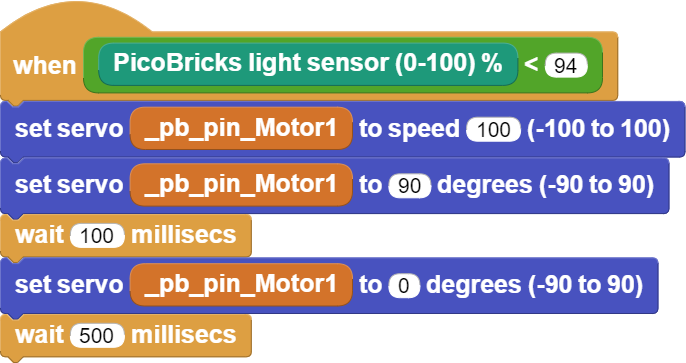 when PicoBricks light sensor (0-100) % < 94
set servo _pb_pin_Motor1 to speed 100 (-100 to 100)
set servo _pb_pin_Motor1 to 90 degrees (-90 to 90)
wait 100 millisecs
set servo _pb_pin_Motor1 to 0 degrees (-90 to 90)
wait 500 millisecs